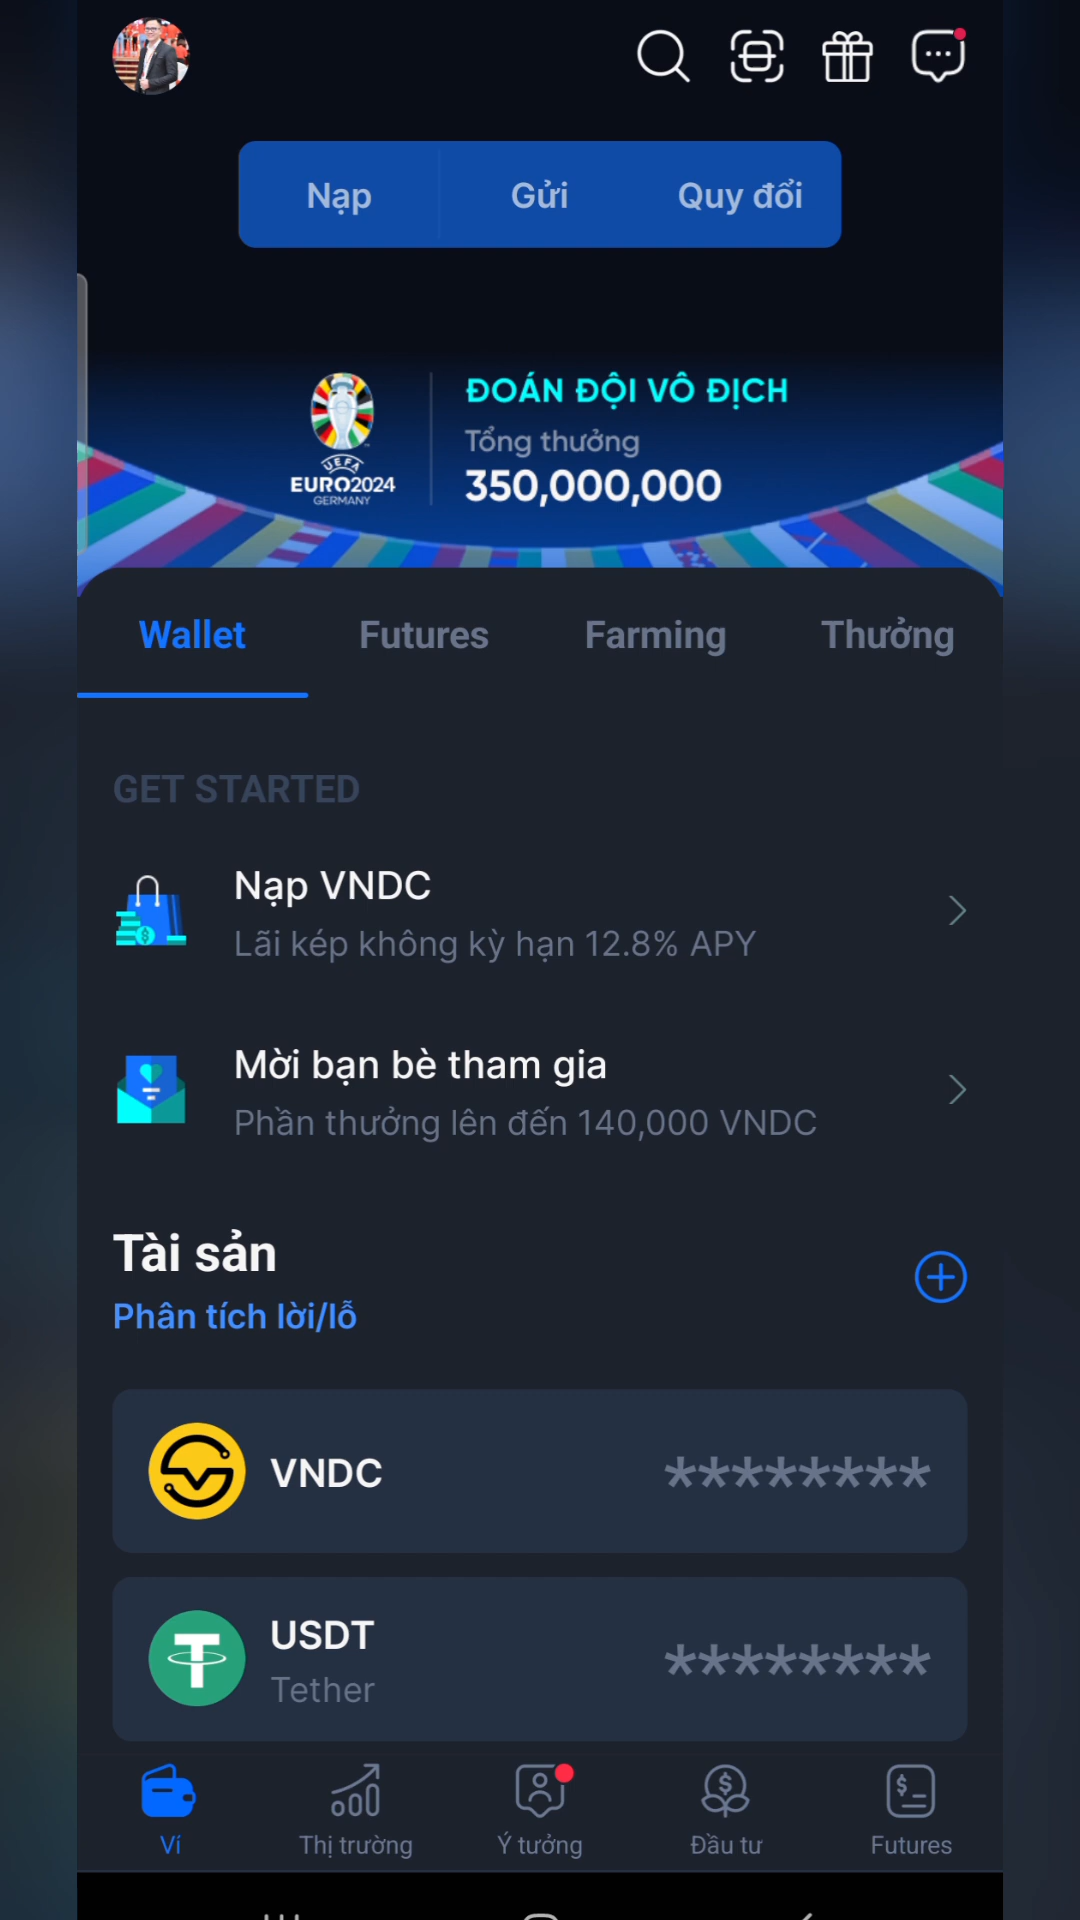 Nạp
Gửi
Quy đổi
ĐOÁN ĐỘI VÔ ĐỊCH
Tổng thưởng
350,000,000
UEFA
EURO2024
GERMANY
Wallet
Futures
Farming
Thưởng
GET STARTED
Nạp VNDC
Lãi kép không kỳ hạn 12.8% APY
Mời bạn bè tham gia
Phần thưởng lên đến 140,000 VNDC
Tài sản
Phân tích lời/lỗ
VNDC
********
USDT
********
Tether
Ví
Thị trường
Ý tưởng
Đầu tư
Futures